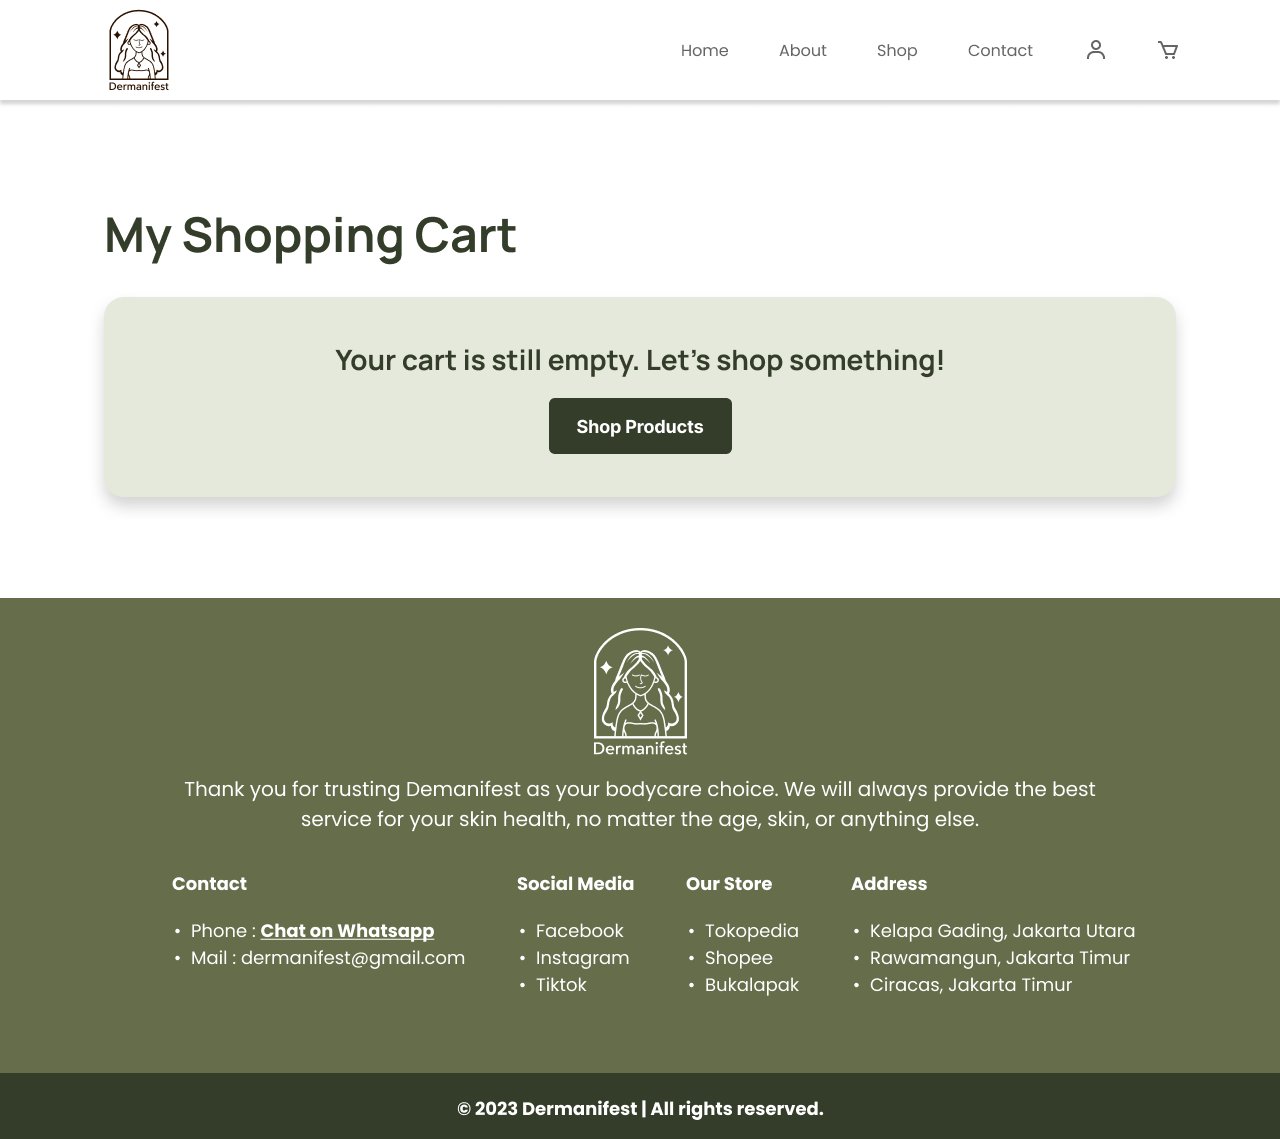 Dermanifest
Home
About
Shop
Contact
My Shopping Cart
Your cart is still empty. Let's shop something!
Shop Products
Dermanifest
Thank you for trusting Demanifest as your bodycare choice. We will always provide the best
service for your skin health, no matter the age, skin, or anything else.
Contact
• Phone : Chat on Whatsapp
• Mail : dermanifest@gmail.com
Social Media
• Facebook
• Instagram
• Tiktok
Our Store
• Tokopedia
• Shopee
• Bukalapak
Address
• Kelapa Gading, Jakarta Utara
• Rawamangun, Jakarta Timur
• Ciracas, Jakarta Timur
© 2023 Dermanifest | All rights reserved.